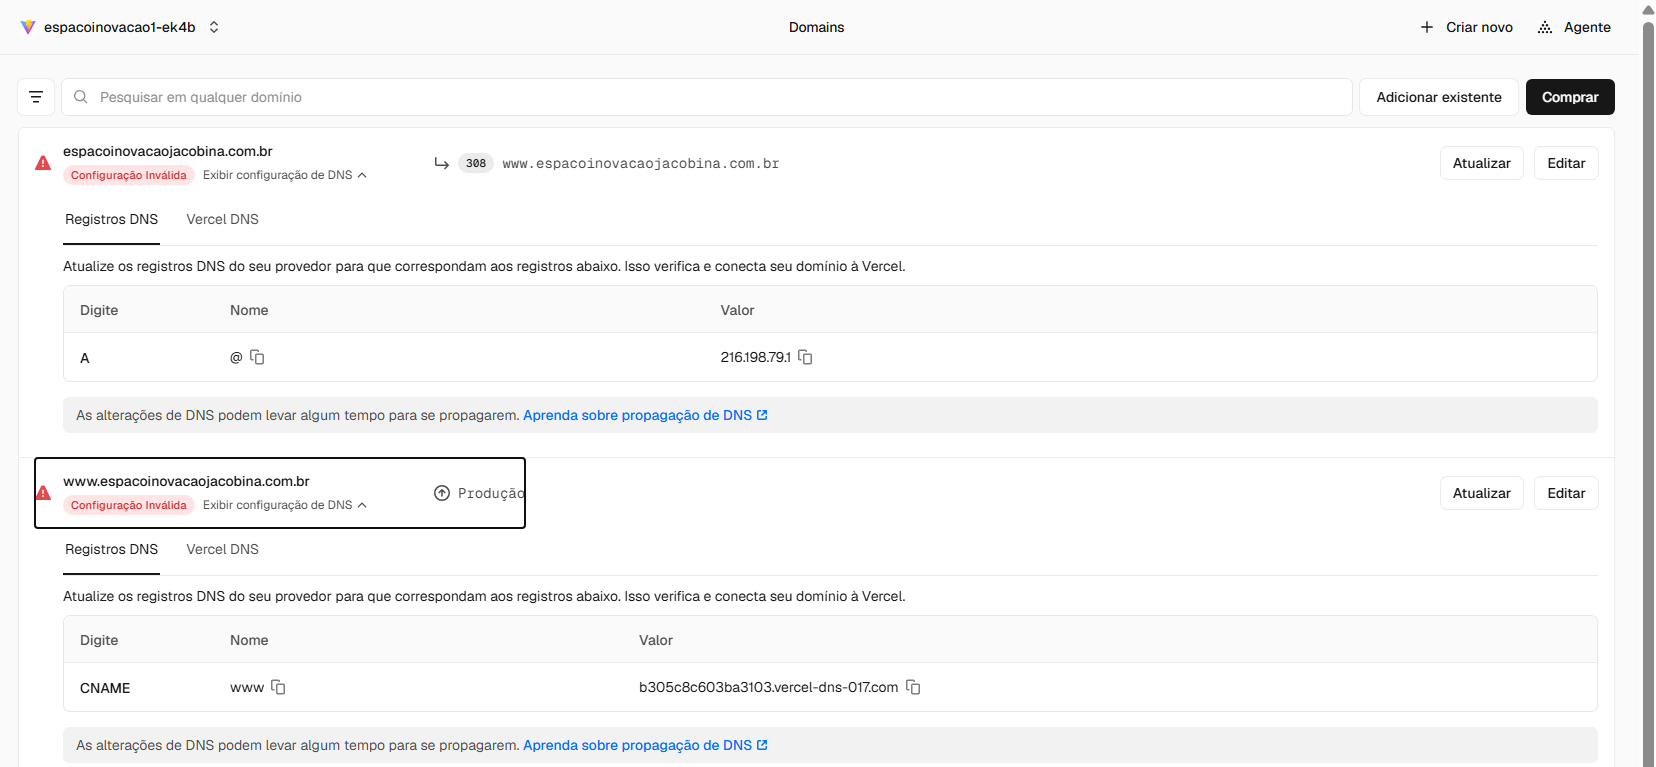 espacoinovacao1-ek4b
Domains
Criar novo
Agente
Pesquisar em qualquer domínio
Adicionar existente
Comprar
espacoinovacaojacobina.com.br
308 www.espacoinovacaojacobina.com.br
Atualizar
Editar
Configuração Inválida
Exibir configuração de DNS
Registros DNS
Vercel DNS
Atualize os registros DNS do seu provedor para que correspondam aos registros abaixo. Isso verifica e conecta seu domínio à Vercel.
Digite Nome Valor
A @ 216.198.79.1
As alterações de DNS podem levar algum tempo para se propagarem. Aprenda sobre propagação de DNS
www.espacoinovacaojacobina.com.br
Produção
Atualizar
Editar
Configuração Inválida
Exibir configuração de DNS
Registros DNS
Vercel DNS
Atualize os registros DNS do seu provedor para que correspondam aos registros abaixo. Isso verifica e conecta seu domínio à Vercel.
Digite Nome Valor
CNAME www b305c8c603ba3103.vercel-dns-017.com
As alterações de DNS podem levar algum tempo para se propagarem. Aprenda sobre propagação de DNS